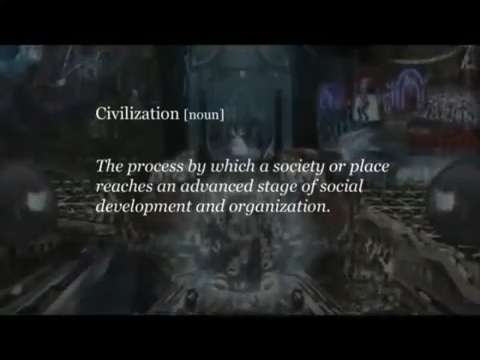 Civilization [noun]
The process by which a society or place
reaches an advanced stage of social
development and organization.